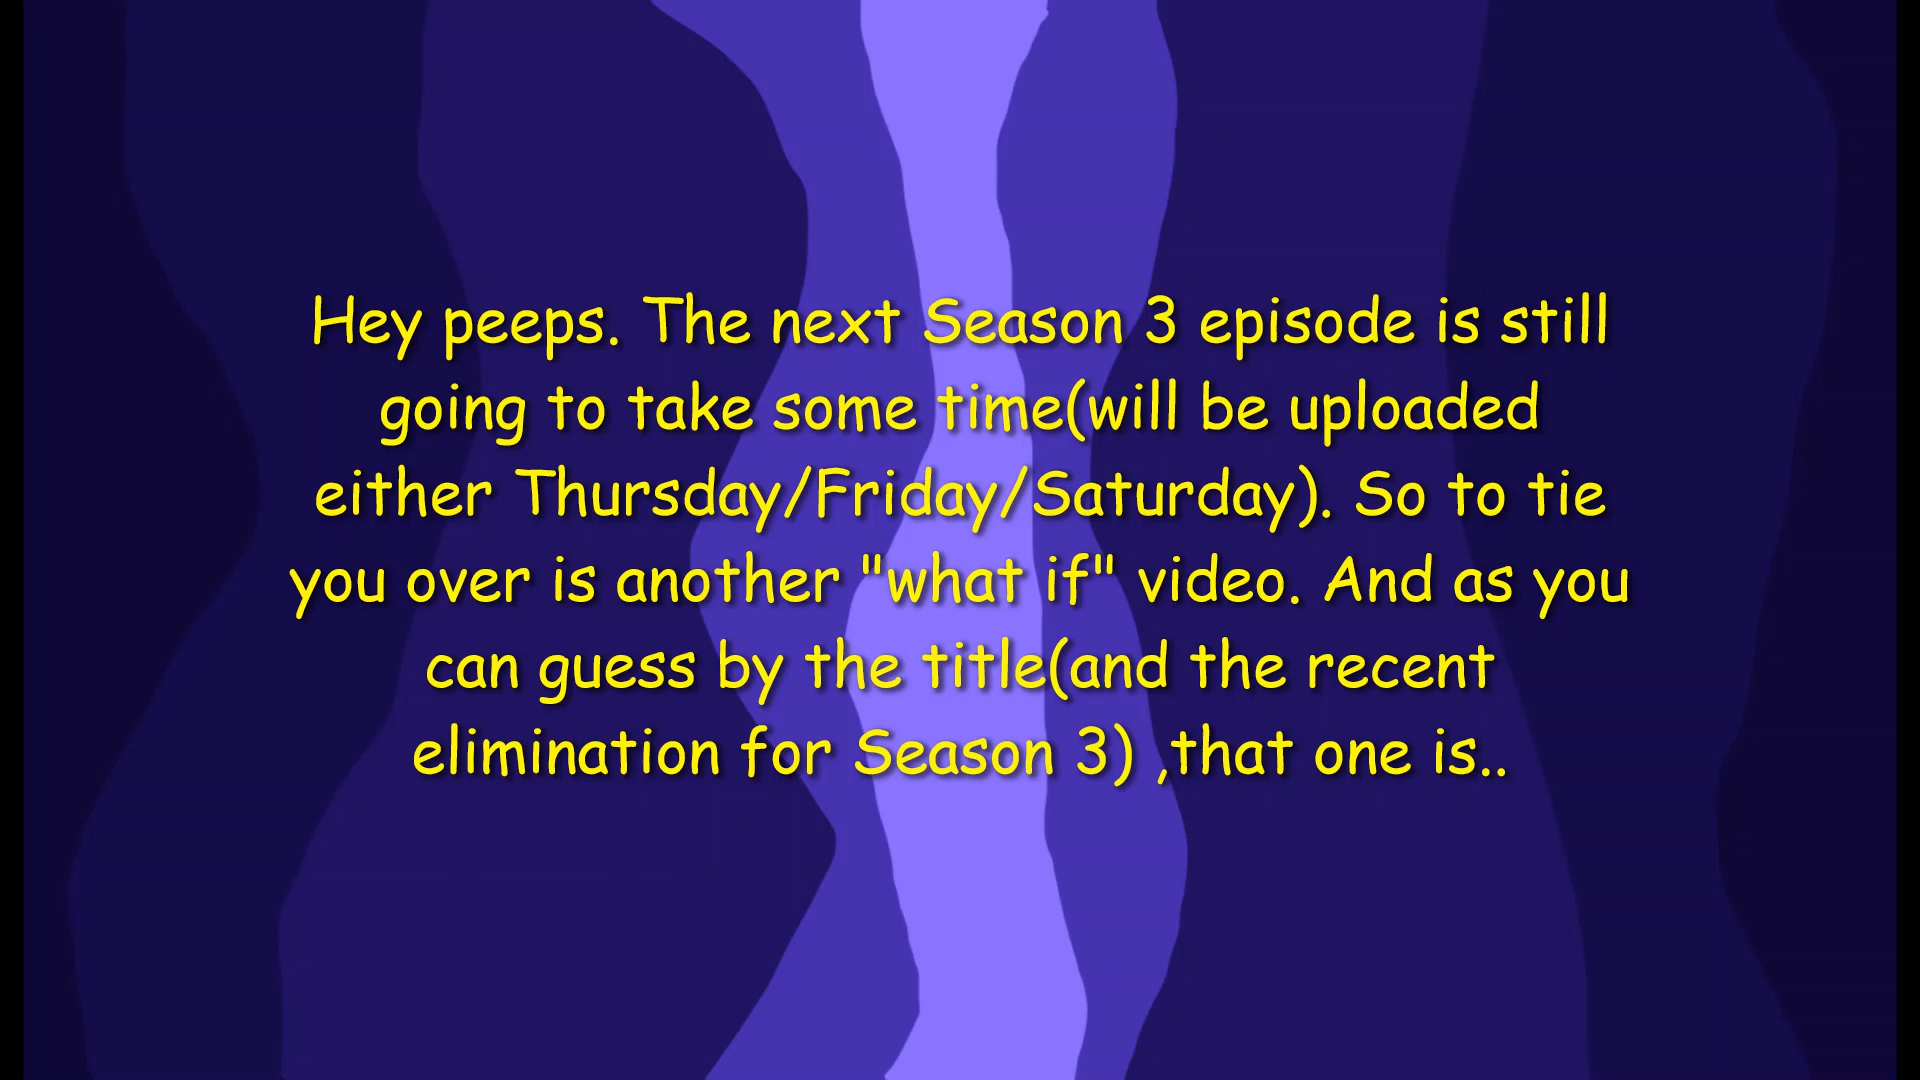 Hey peeps. The next Season 3 episode is still
going to take some time(will be uploaded
either Thursday/Friday/Saturday). So to tie
you over is another "what if" video. And as you
can guess by the title(and the recent
elimination for Season 3) ,that one is..